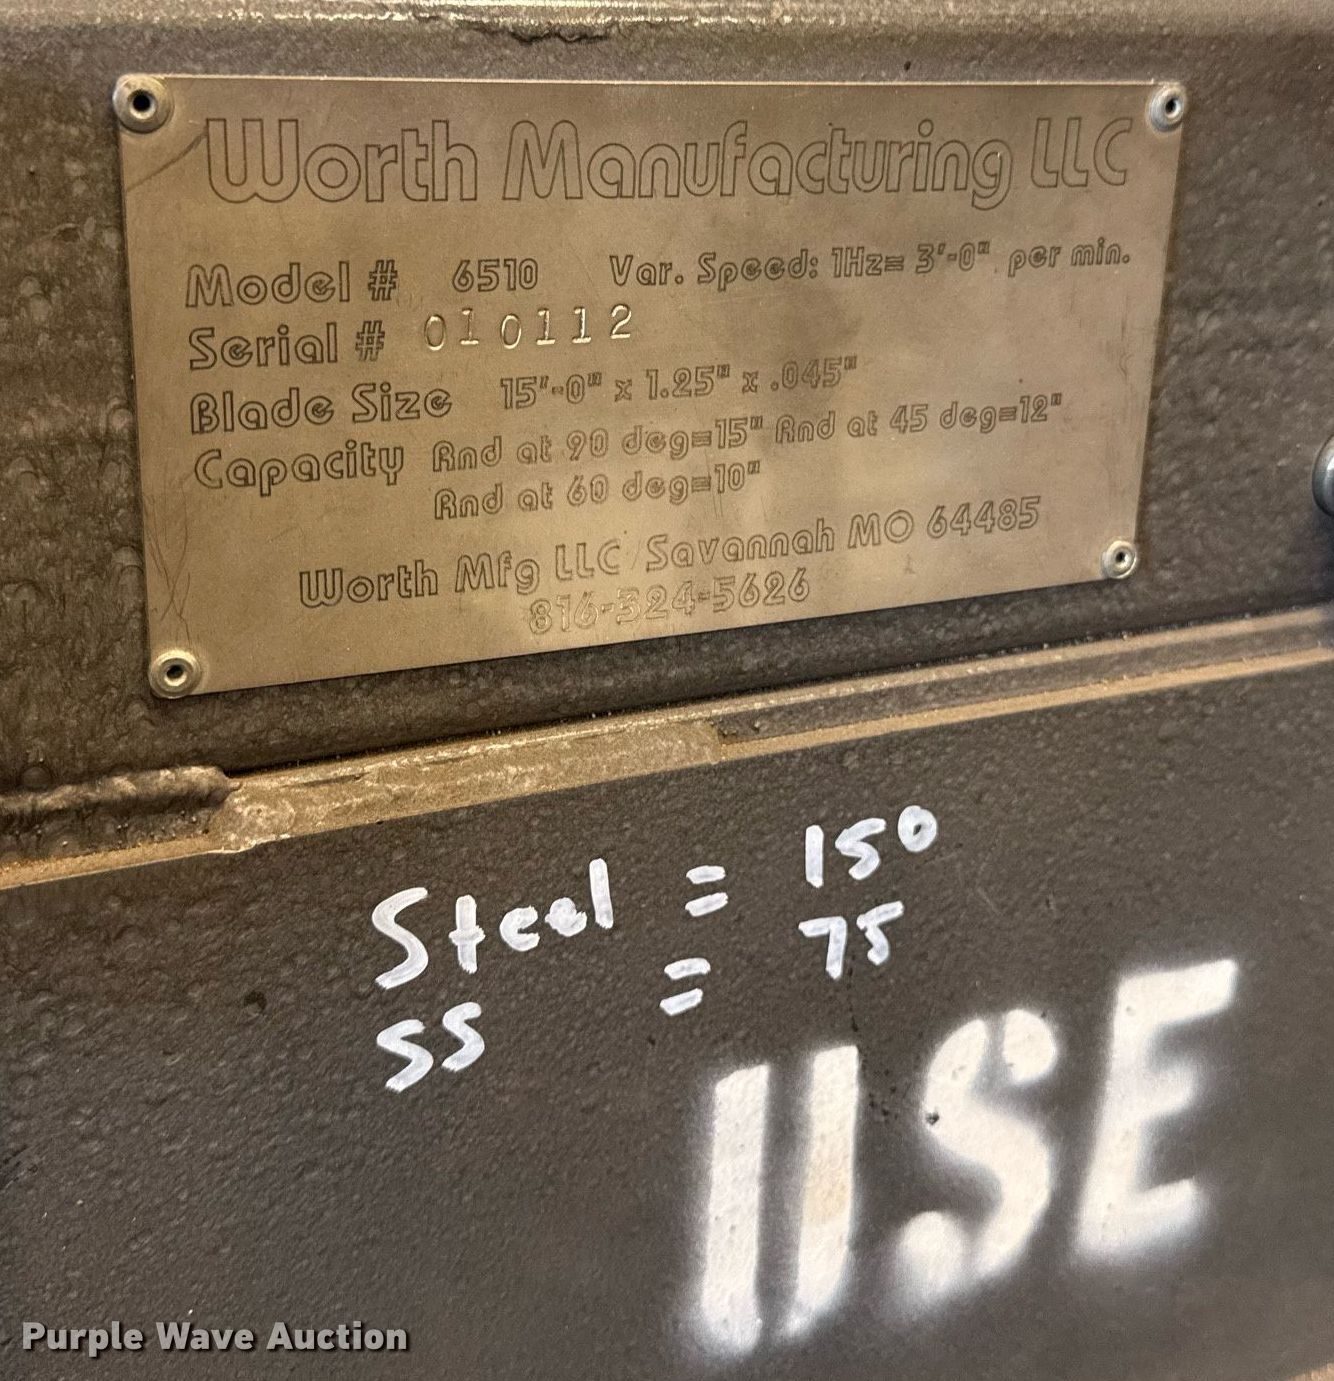 Worth Manufacturing LLC
Model # 6510 Var. Speed: 1Hz= 3'-0" per min.
Serial # 010112
Blade Size 15'-0" x 1.25" x .045"
Capacity Rnd at 90 deg=15" Rnd at 45 deg=12"
Rnd at 60 deg=10"
Worth Mfg LLC Savannah MO 64485
816-324-5626
Steel = 150
SS = 75
USE
Purple Wave Auction